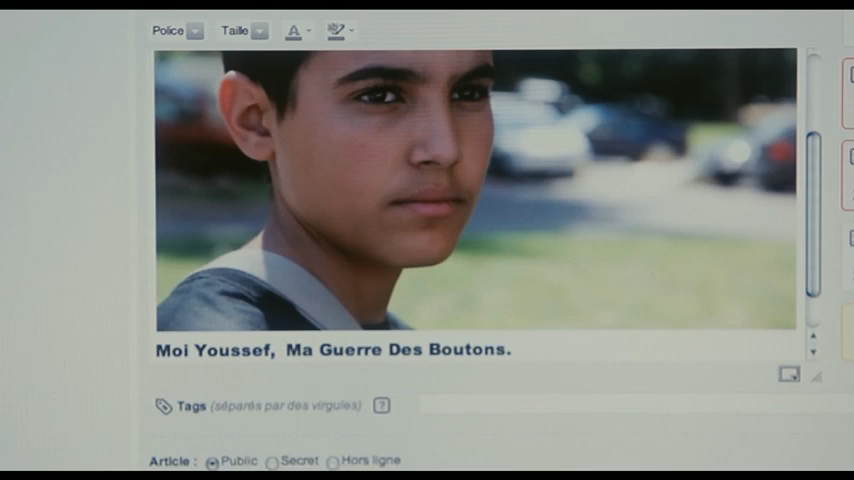 Police Taille A
Moi Youssef, Ma Guerre Des Boutons.
Tags (séparés par des virgules) ?
Article : Public Secret Hors ligne